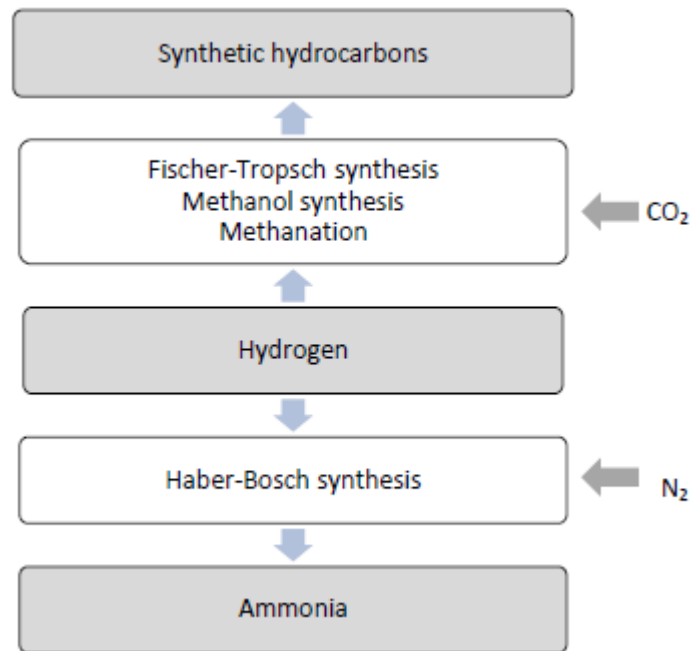 Synthetic hydrocarbons
Fischer-Tropsch synthesis
Methanol synthesis
Methanation
CO₂
Hydrogen
Haber-Bosch synthesis
N₂
Ammonia